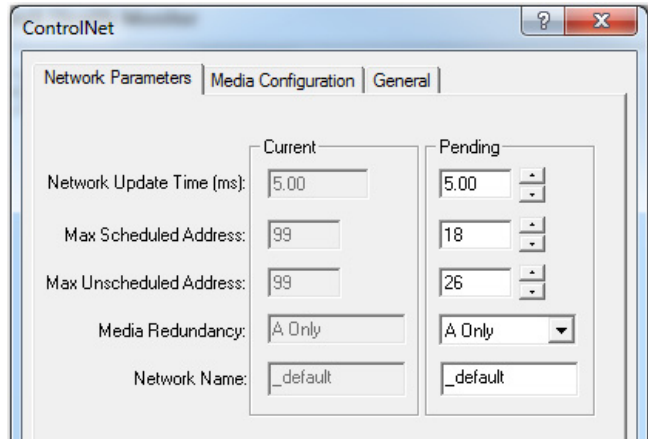 ControlNet
Network Parameters Media Configuration General
Current Pending
Network Update Time (ms): 5.00 5.00
Max Scheduled Address: 99 18
Max Unscheduled Address: 99 26
Media Redundancy: A Only A Only
Network Name: _default _default